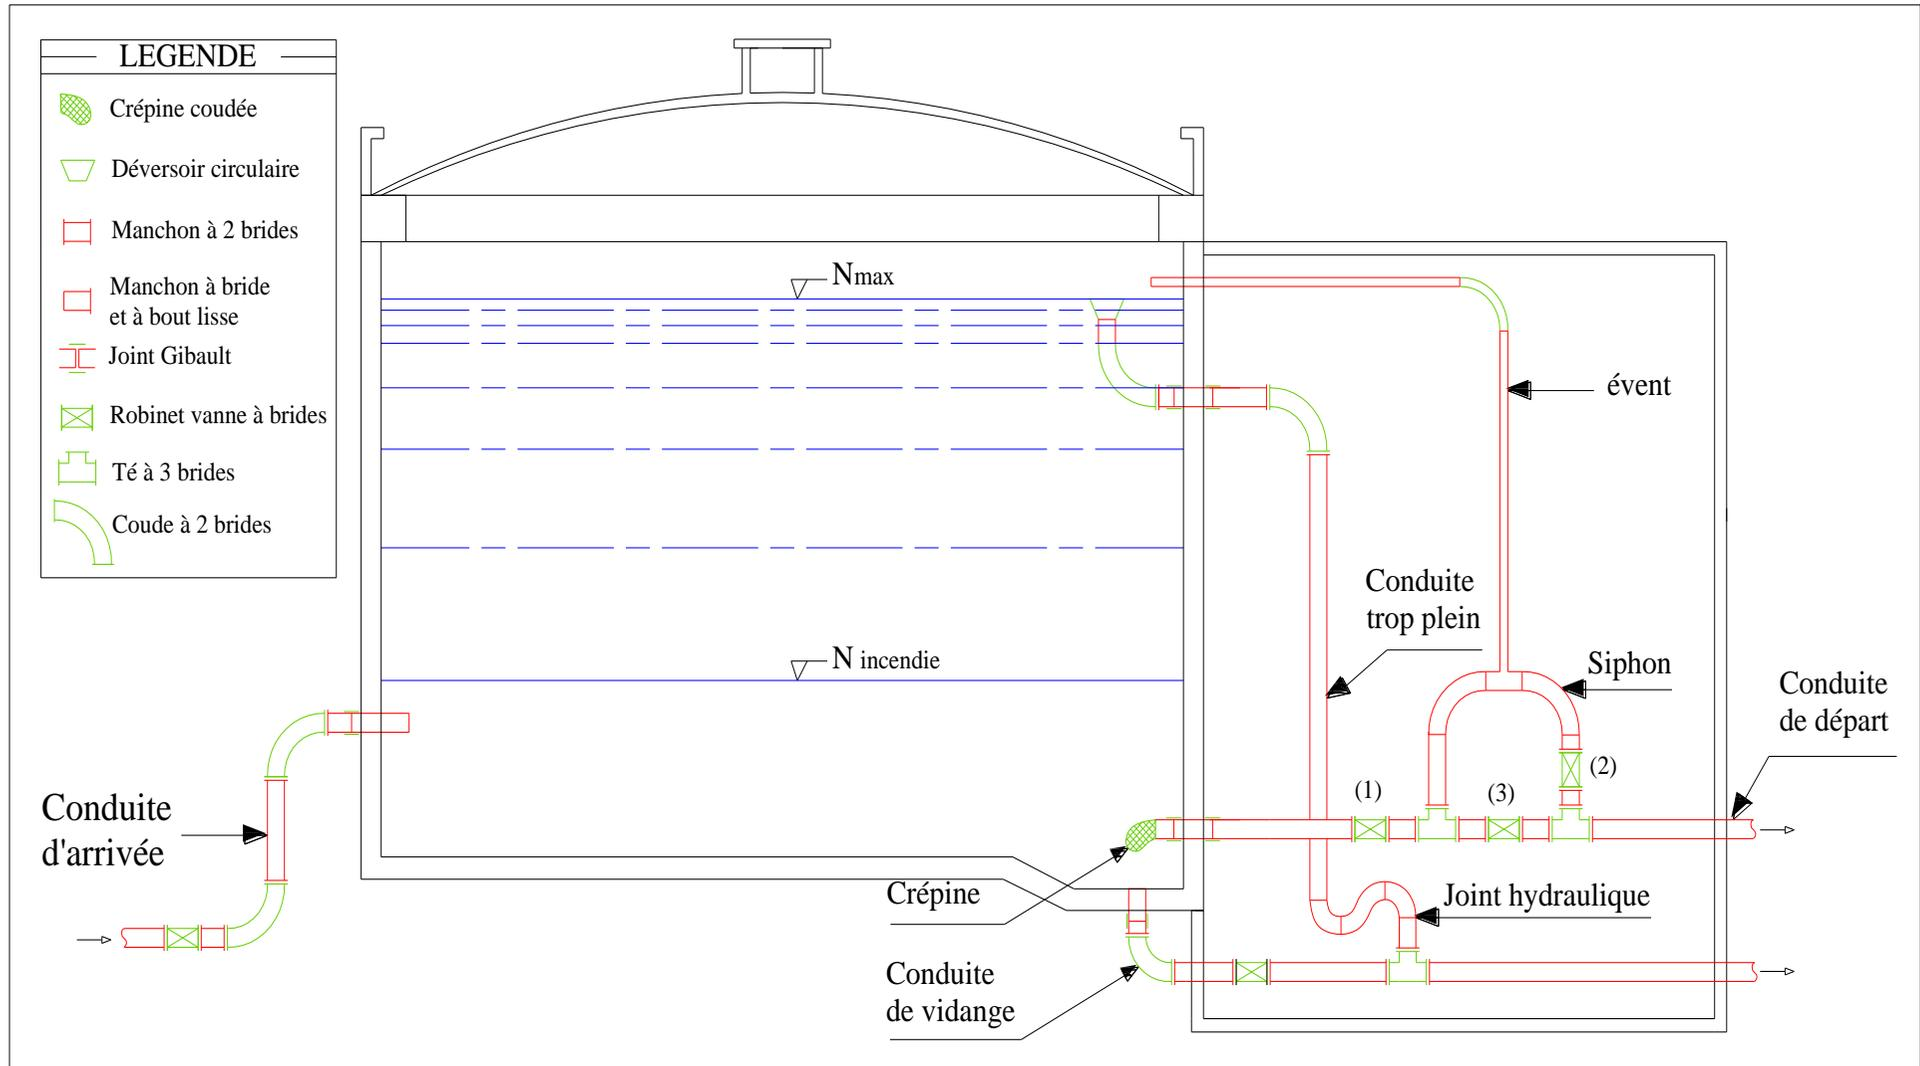 LEGENDE
Crépine coudée
Déversoir circulaire
Manchon à 2 brides
Manchon à bride
et à bout lisse
Joint Gibault
Robinet vanne à brides
Té à 3 brides
Coude à 2 brides
Nmax
évent
Conduite
trop plein
N incendie
Siphon
Conduite
de départ
(1)
(3)
(2)
Conduite
d'arrivée
Crépine
Joint hydraulique
Conduite
de vidange